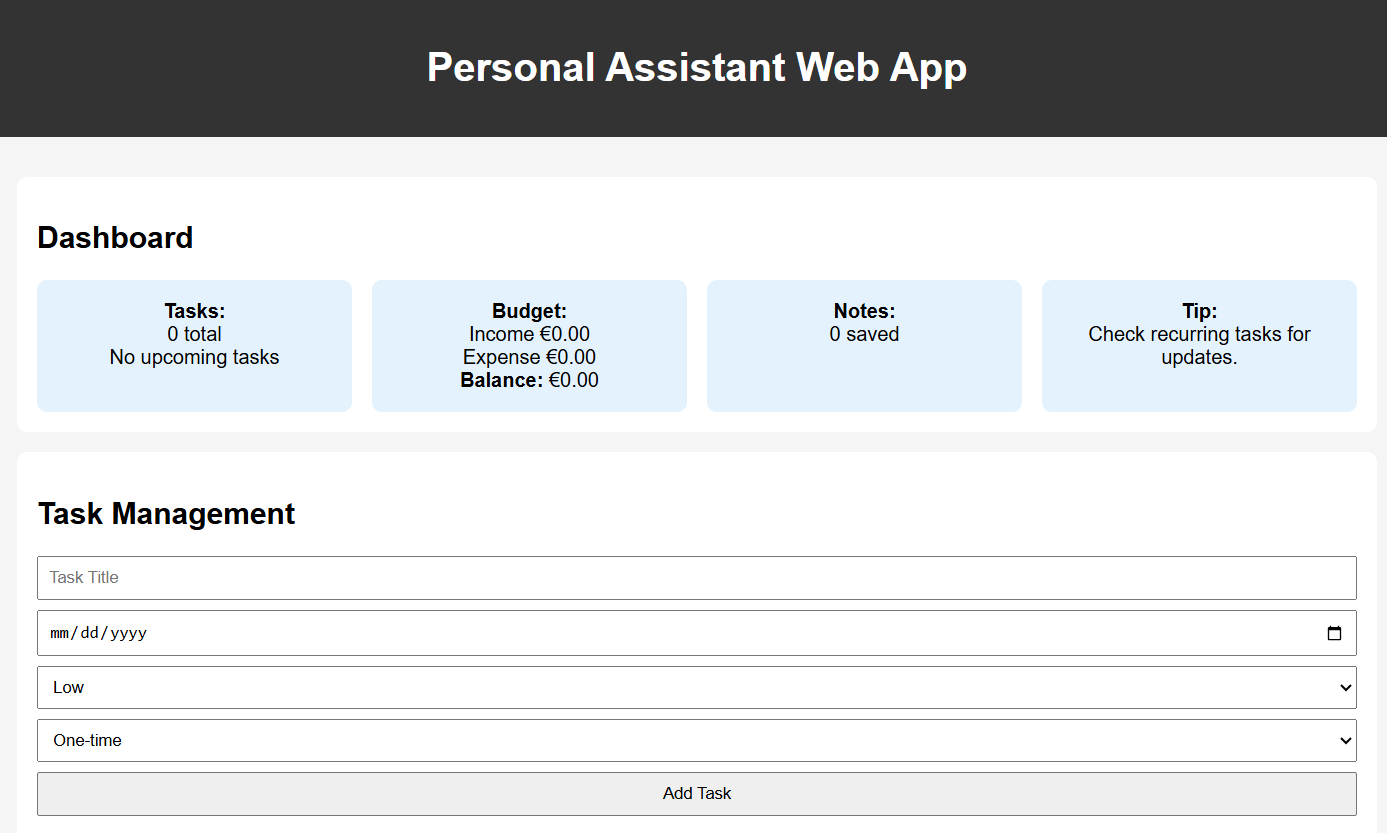 Personal Assistant Web App
Dashboard
Tasks:
0 total
No upcoming tasks
Budget:
Income €0.00
Expense €0.00
Balance: €0.00
Notes:
0 saved
Tip:
Check recurring tasks for
updates.
Task Management
Task Title
mm/dd/yyyy
Low
One-time
Add Task